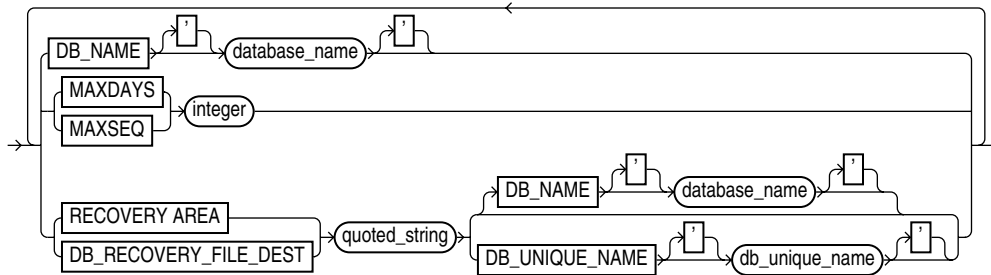 DB_NAME ' database_name '
MAXDAYS
MAXSEQ
integer
RECOVERY AREA
DB_RECOVERY_FILE_DEST
quoted_string
DB_NAME ' database_name '
DB_UNIQUE_NAME ' db_unique_name '